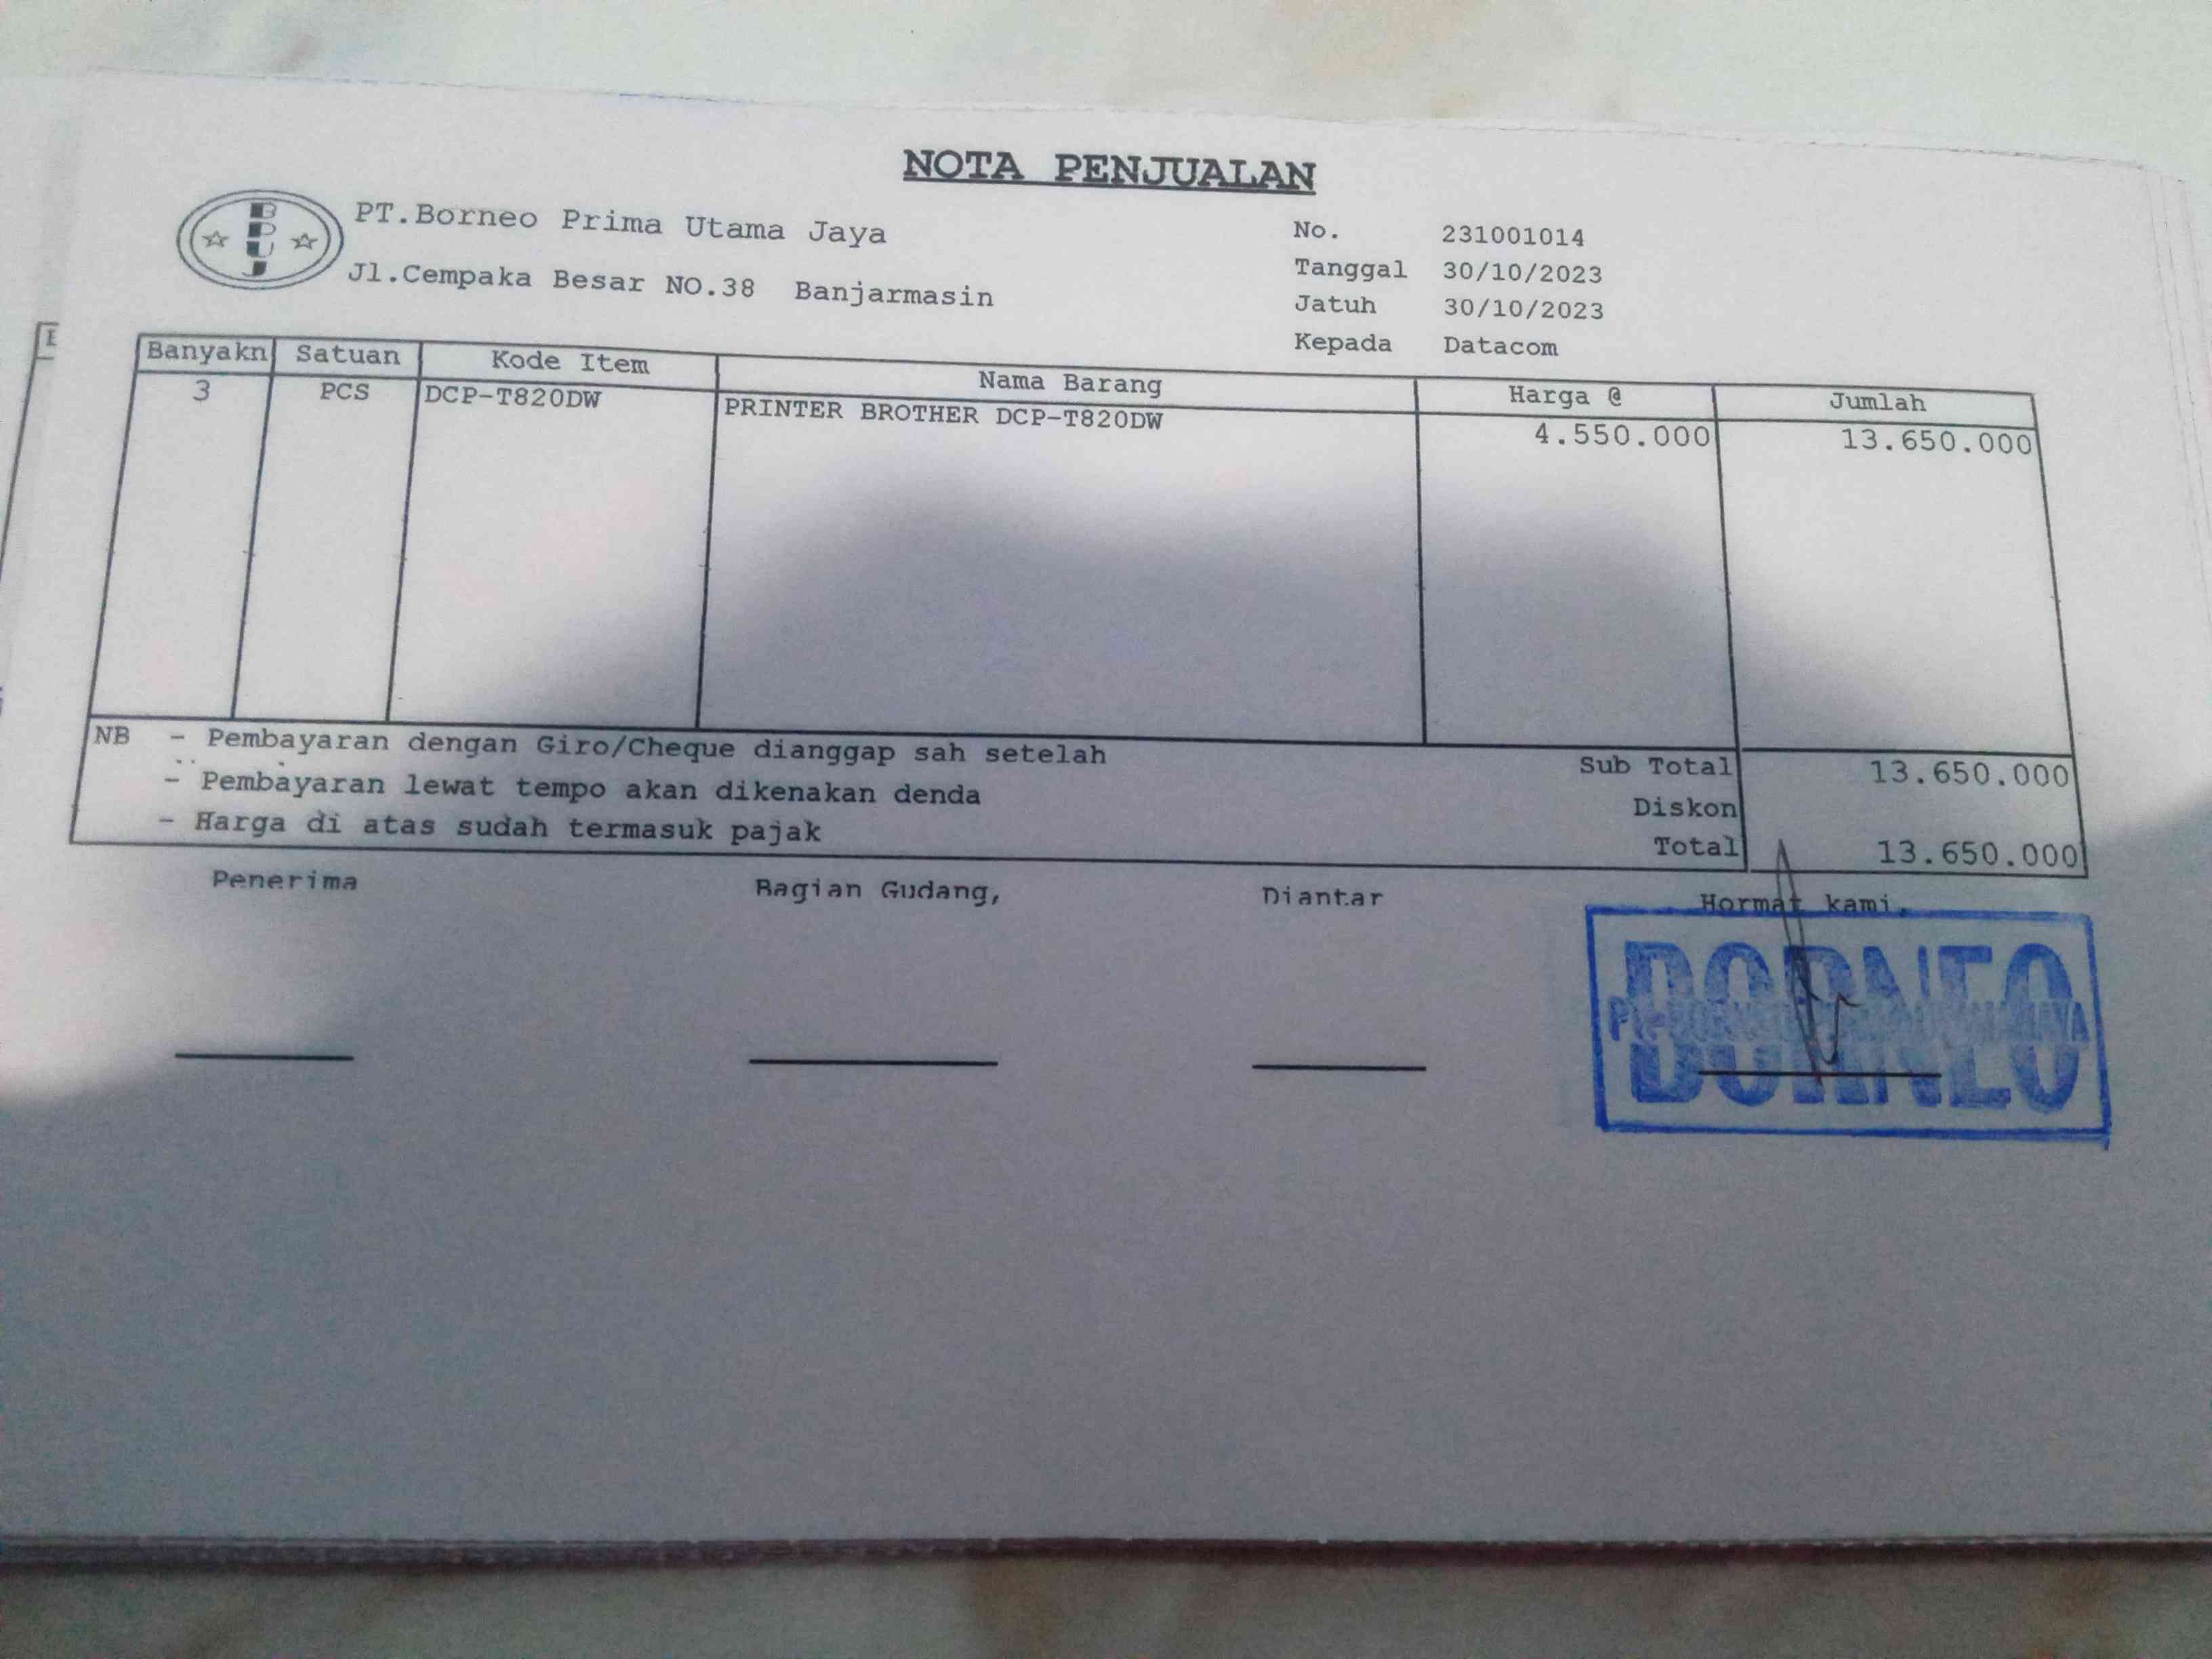 NOTA PENJUALAN
BPUJ
PT.Borneo Prima Utama Jaya
Jl.Cempaka Besar NO.38 Banjarmasin
No. 231001014
Tanggal 30/10/2023
Jatuh 30/10/2023
Kepada Datacom
Banyakn Satuan Kode Item Nama Barang Harga @ Jumlah
3 PCS DCP-T820DW PRINTER BROTHER DCP-T820DW 4.550.000 13.650.000
NB - Pembayaran dengan Giro/Cheque dianggap sah setelah
- Pembayaran lewat tempo akan dikenakan denda
- Harga di atas sudah termasuk pajak
Sub Total 13.650.000
Diskon
Total 13.650.000
Penerima Bagian Gudang, Diantar Hormat kami,
BORNEO